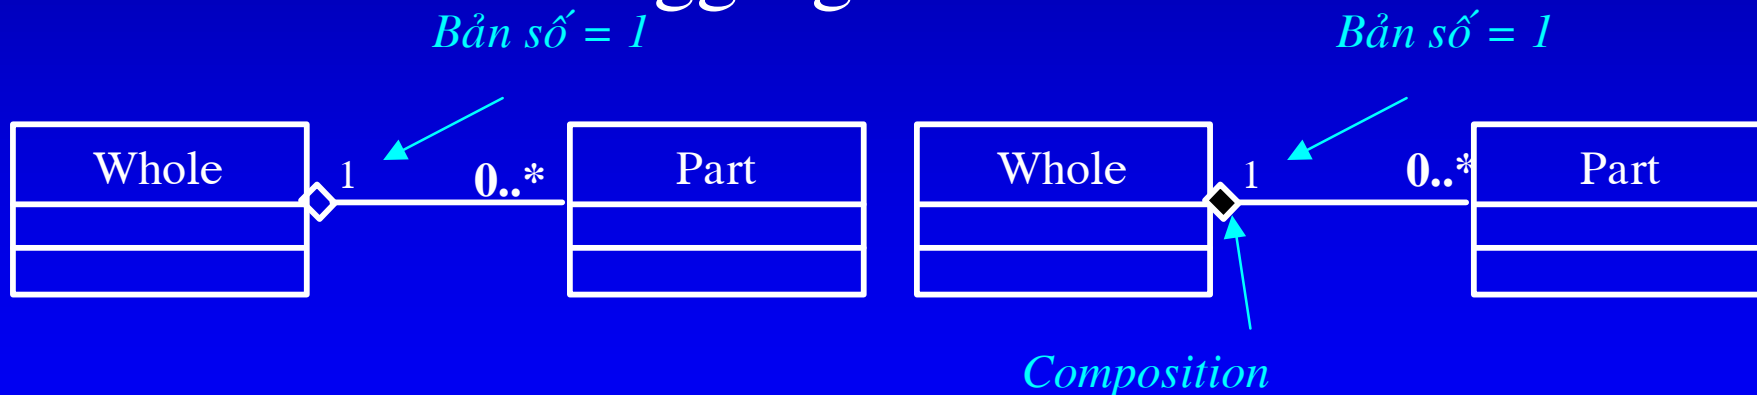 Bản số = 1
Bản số = 1
Whole
1
0..*
Part
Whole
1
0..*
Part
Composition